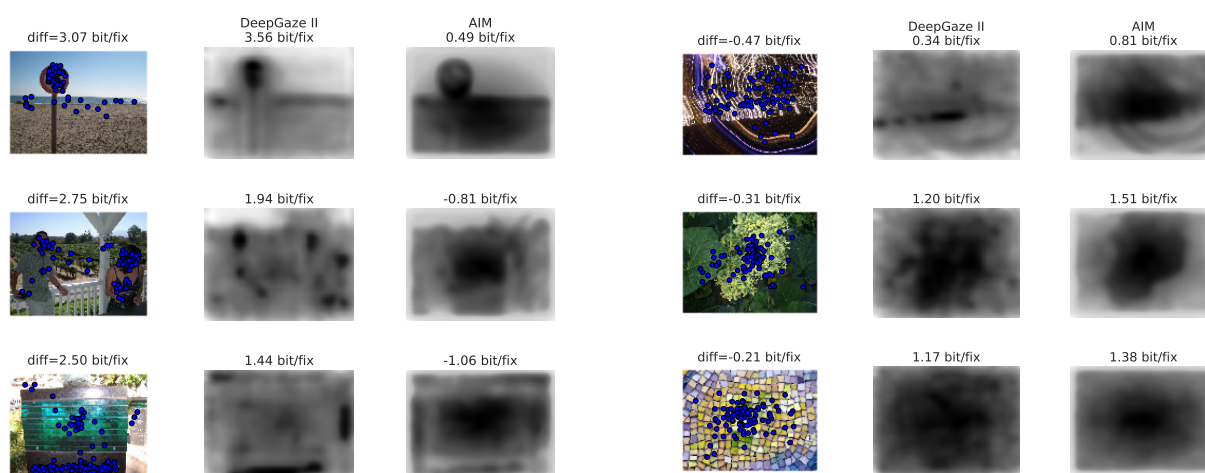 DeepGaze II AIM
diff=3.07 bit/fix 3.56 bit/fix 0.49 bit/fix
diff=2.75 bit/fix 1.94 bit/fix -0.81 bit/fix
diff=2.50 bit/fix 1.44 bit/fix -1.06 bit/fix
DeepGaze II AIM
diff=-0.47 bit/fix 0.34 bit/fix 0.81 bit/fix
diff=-0.31 bit/fix 1.20 bit/fix 1.51 bit/fix
diff=-0.21 bit/fix 1.17 bit/fix 1.38 bit/fix